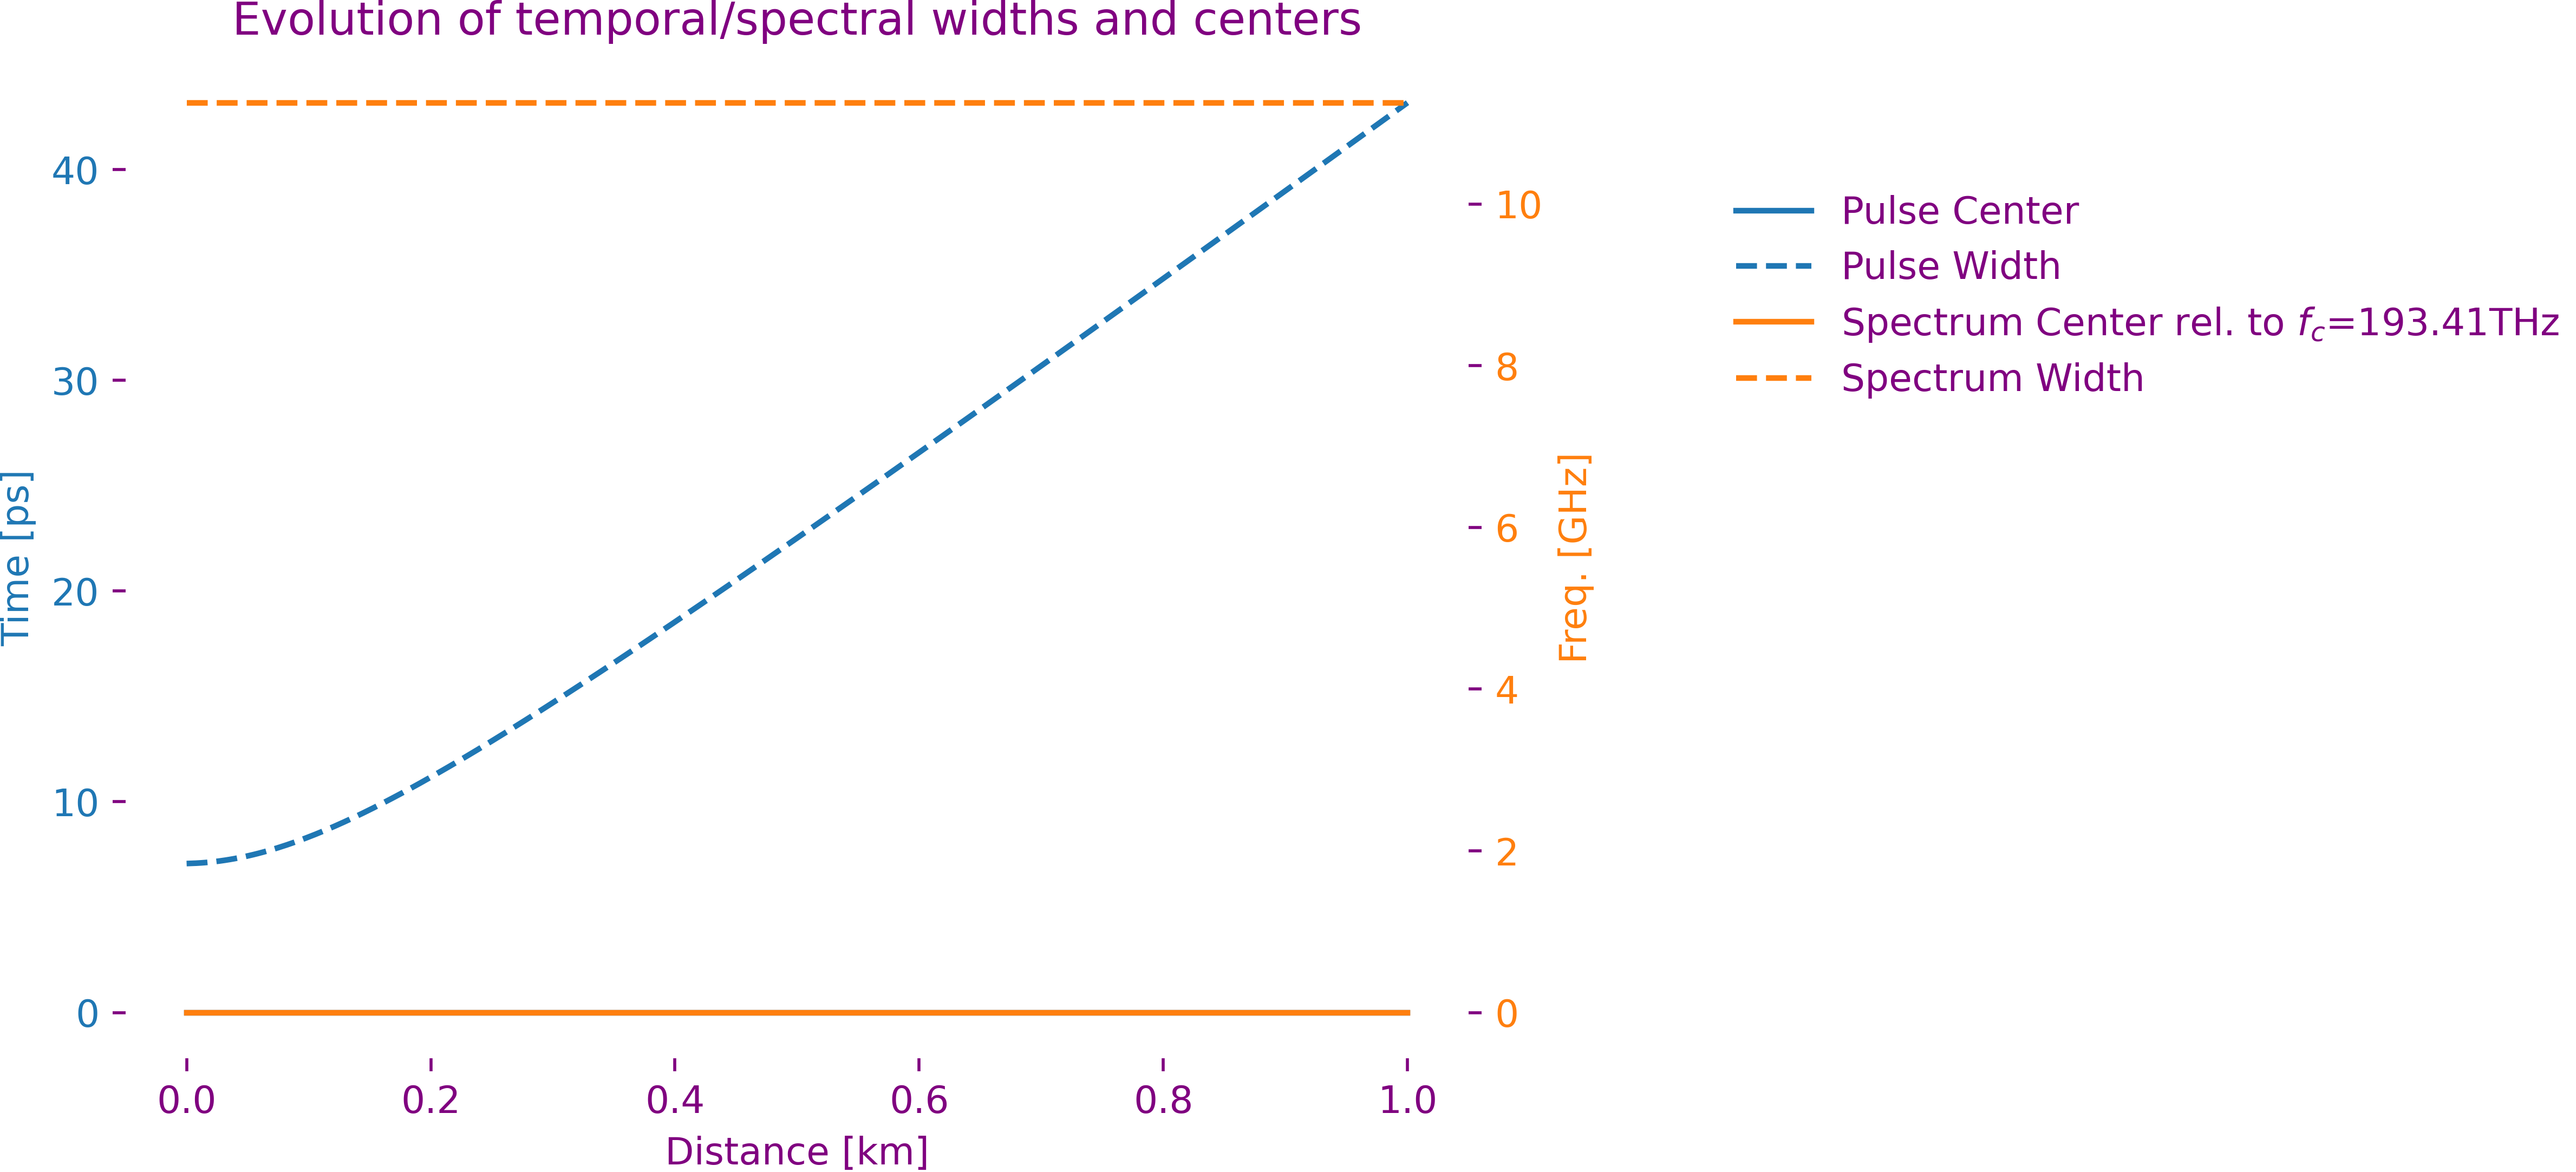 Evolution of temporal/spectral widths and centers
Time [ps]
40
30
20
10
0
Freq. [GHz]
10
8
6
4
2
0
0.0 0.2 0.4 0.6 0.8 1.0
Distance [km]
Pulse Center
Pulse Width
Spectrum Center rel. to f_c=193.41THz
Spectrum Width